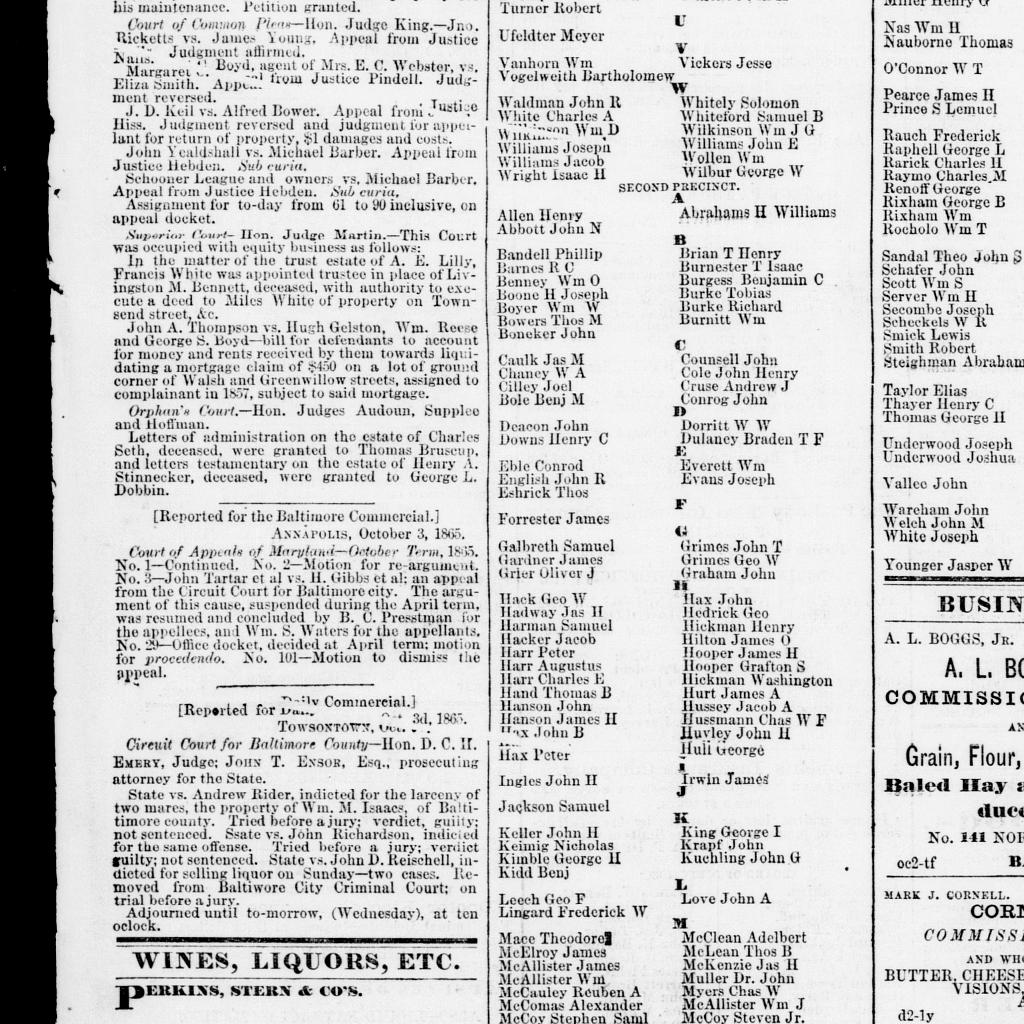 his maintenance. Petition granted.
Court of Common Pleas—Hon. Judge King.—Jno.
Ricketts vs. James Young. Appeal from Justice
Nalls. Judgment affirmed.
Margaret Boyd, agent of Mrs. E. C. Webster, vs.
Eliza Smith. from Justice Pindell. Judg-
ment reversed.
J. D. Keil vs. Alfred Bower. Appeal from Justice
Hiss. Judgment reversed and judgment for appel-
lant for return of property, $1 damages and costs.
John Yealdshall vs. Michael Barber. Appeal from
Justice Hebden. Sub curia.
Schooner League and owners vs. Michael Barber.
Appeal from Justice Hebden. Sub curia.
Assignment for to-day from 61 to 90 inclusive, on
appeal docket.
Superior Court—Hon. Judge Martin.—This Court
was occupied with equity business as follows:
In the matter of the trust estate of A. E. Lilly,
Francis White was appointed trustee in place of Liv-
ingston M. Bennett, deceased, with authority to exe-
cute a deed to Miles White of property on Town-
send street, &c.
John A. Thompson vs. Hugh Gelston, Wm. Reese
and George S. Boyd—bill for defendants to account
for money and rents received by them towards liqui-
dating a mortgage claim of $450 on a lot of ground
corner of Walsh and Greenwillow streets, assigned to
complainant in 1857, subject to said mortgage.
Orphan's Court.—Hon. Judges Audoun, Supplee
and Hoffman.
Letters of administration on the estate of Charles
Seth, deceased, were granted to Thomas Bruseup,
and letters testamentary on the estate of Henry A.
Stinnecker, deceased, were granted to George L.
Dobbin.
[Reported for the Baltimore Commercial.]
ANNAPOLIS, October 3, 1865.
Court of Appeals of Maryland—October Term, 1865.
No. 1—Continued. No. 2—Motion for re-argument.
No. 3—John Tartar et al vs. H. Gibbs et al; an appeal
from the Circuit Court for Baltimore city. The argu-
ment of this cause, suspended during the April term,
was resumed and concluded by B. C. Presstman for
the appellees, and Wm. S. Waters for the appellants.
No. 29—Office docket, decided at April term; motion
for procedendo. No. 101—Motion to dismiss the
appeal.
[Reported for Daily Commercial.]
TOWSONTOWN, Oct. 3d, 1865.
Circuit Court for Baltimore County—Hon. D. C. H.
EMERY, Judge; JOHN T. ENSOR, Esq., prosecuting
attorney for the State.
State vs. Andrew Rider, indicted for the larceny of
two mares, the property of Wm. M. Isaacs, of Balti-
timore county. Tried before a jury; verdict, guilty;
not sentenced. Ssate vs. John Richardson, indicted
for the same offense. Tried before a jury; verdict
guilty; not sentenced. State vs. John D. Reischell, in-
dicted for selling liquor on Sunday—two cases. Re-
moved from Baltiwore City Criminal Court; on
trial before a jury.
Adjourned until to-morrow, (Wednesday), at ten
oclock.
WINES, LIQUORS, ETC.
PERKINS, STERN & CO'S.
Turner Robert
U
Ufeldter Meyer
V
Vanhorn Wm Vickers Jesse
Vogelweith Bartholomew
W
Waldman John R Whitely Solomon
White Charles A Whiteford Samuel B
Wilkinson Wm D Wilkinson Wm J G
Williams Joseph Williams John E
Williams Jacob Wollen Wm
Wright Isaac H Wilbur George W
SECOND PRECINCT.
A
Allen Henry Abrahams H Williams
Abbott John N
B
Bandell Phillip Brian T Henry
Barnes R C Burnester T Isaac
Benney Wm O Burgess Benjamin C
Boone H Joseph Burke Tobias
Boyer Wm W Burke Richard
Bowers Thos M Burnitt Wm
Boneker John
C
Caulk Jas M Counsell John
Chaney W A Cole John Henry
Cilley Joel Cruse Andrew J
Bole Benj M Conrog John
D
Deacon John Dorritt W W
Downs Henry C Dulaney Braden T F
E
Eble Conrod Everett Wm
English John R Evans Joseph
Eshrick Thos
F
Forrester James
G
Galbreth Samuel Grimes John T
Gardner James Grimes Geo W
Grier Oliver J Graham John
H
Hack Geo W Hax John
Hadway Jas H Hedrick Geo
Harman Samuel Hickman Henry
Hacker Jacob Hilton James O
Harr Peter Hooper James H
Harr Augustus Hooper Grafton S
Harr Charles E Hickman Washington
Hand Thomas B Hurt James A
Hanson John Hussey Jacob A
Hanson James H Hussmann Chas W F
Hax John B Huvley John H
Hax Peter Hull George
I
Ingles John H Irwin James
J
Jackson Samuel
K
Keller John H King George I
Keimig Nicholas Krapf John
Kimble George H Kuehling John G
Kidd Benj
L
Leech Geo F Love John A
Lingard Frederick W
M
Mace Theodore McClean Adelbert
McElroy James McLean Thos B
McAllister James McKenzie Jas H
McAllister Wm Muller Dr. John
McCauley Reuben A Myers Chas W
McComas Alexander McAllister Wm J
McCoy Stephen Saml McCoy Steven Jr.
Miller Henry G
Nas Wm H
Nauborne Thomas
O'Connor W T
Pearce James H
Prince S Lemuel
Rauch Frederick
Raphell George L
Rarick Charles H
Raymo Charles M
Renoff George
Rixham George B
Rixham Wm
Rocholo Wm T
Sandal Theo John S
Schafer John
Scott Wm S
Server Wm H
Secombe Joseph
Scheckels W R
Smick Lewis
Smith Robert
Steighman Abraham
Taylor Elias
Thayer Henry C
Thomas George H
Underwood Joseph
Underwood Joshua
Vallee John
Wareham John
Welch John M
White Joseph
Younger Jasper W
BUSIN
A. L. BOGGS, JR.
A. L. BO
COMMISSIO
AN
Grain, Flour,
Baled Hay a
duce
No. 141 NOR
oc2-tf B.
MARK J. CORNELL.
CORN
COMMISSI
AND WHO
BUTTER, CHEESE
VISIONS,
A
d2-1y